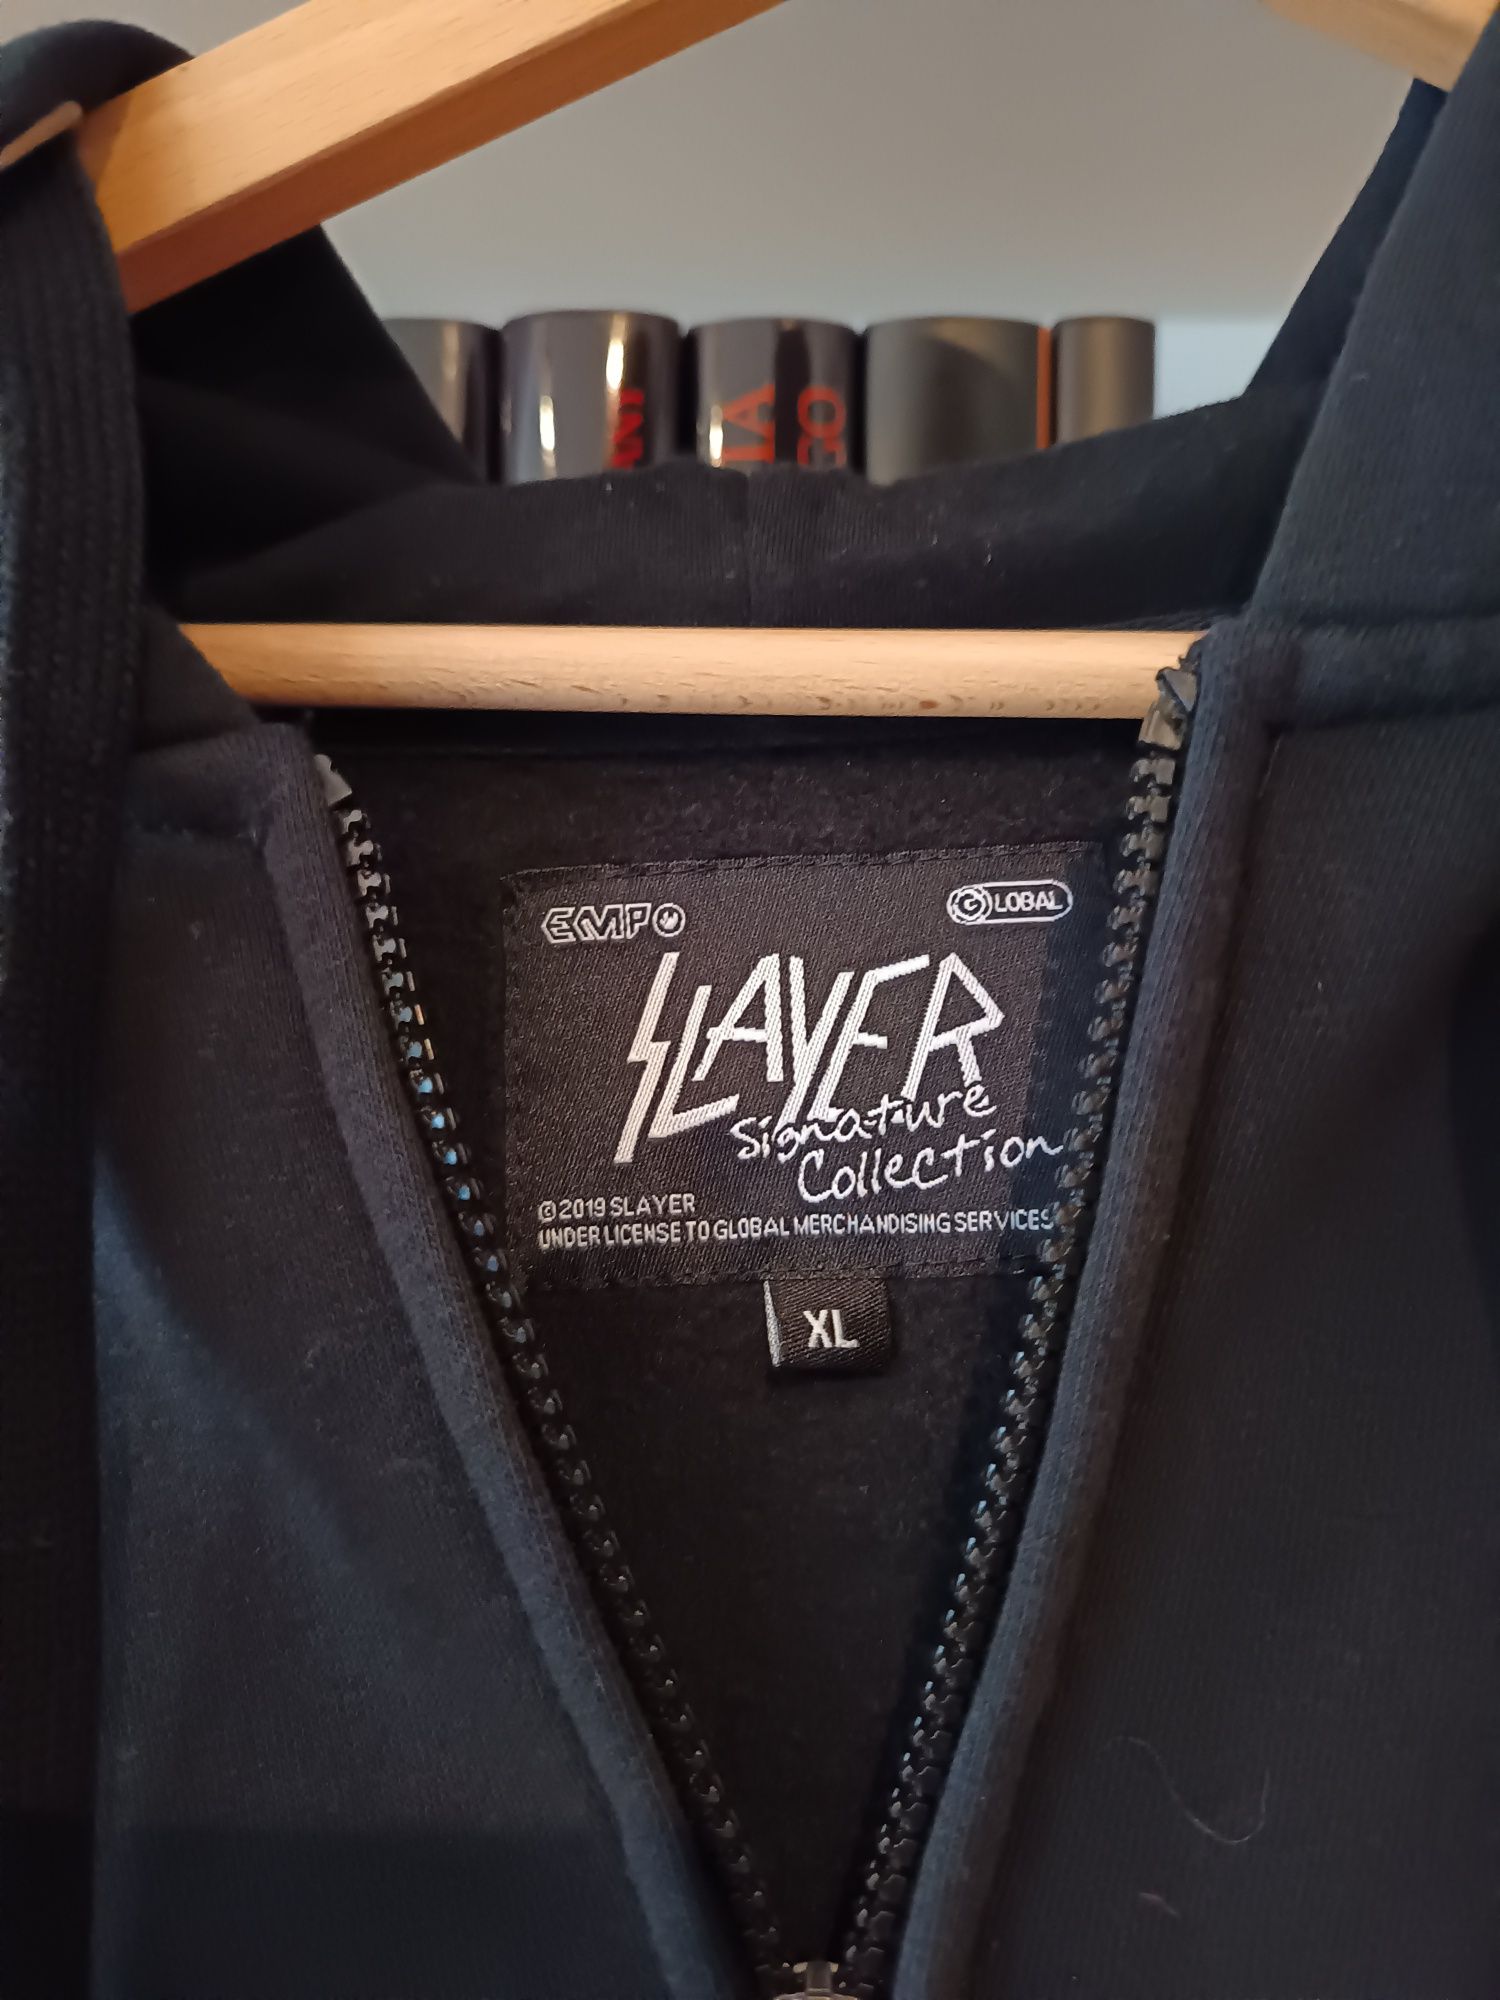 EMP
GLOBAL
SLAYER
Signature
Collection
©2019 SLAYER
UNDER LICENSE TO GLOBAL MERCHANDISING SERVICES
XL